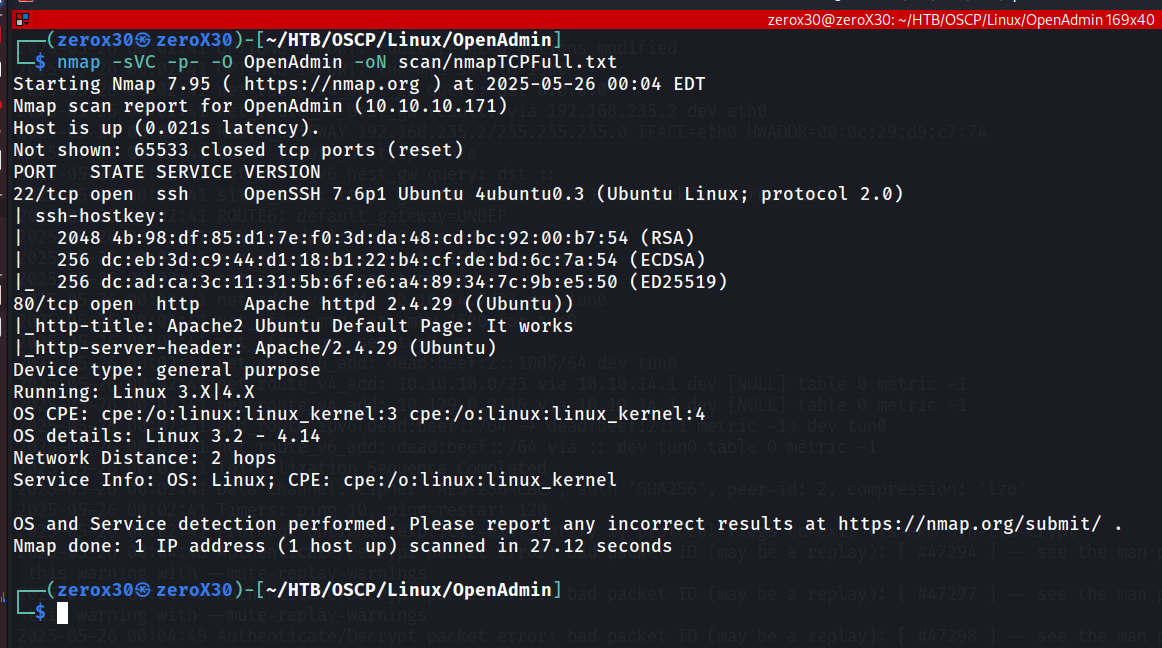 zerox30@zeroX30: ~/HTB/OSCP/Linux/OpenAdmin 169x40
┌──(zerox30㉿zeroX30)-[~/HTB/OSCP/Linux/OpenAdmin]
└─$ nmap -sVC -p- -O OpenAdmin -oN scan/nmapTCPFull.txt
Starting Nmap 7.95 ( https://nmap.org ) at 2025-05-26 00:04 EDT
Nmap scan report for OpenAdmin (10.10.10.171)
Host is up (0.021s latency).
Not shown: 65533 closed tcp ports (reset)
PORT   STATE SERVICE VERSION
22/tcp open  ssh     OpenSSH 7.6p1 Ubuntu 4ubuntu0.3 (Ubuntu Linux; protocol 2.0)
| ssh-hostkey:
|   2048 4b:98:df:85:d1:7e:f0:3d:da:48:cd:bc:92:00:b7:54 (RSA)
|   256 dc:eb:3d:c9:44:d1:18:b1:22:b4:cf:de:bd:6c:7a:54 (ECDSA)
|_  256 dc:ad:ca:3c:11:31:5b:6f:e6:a4:89:34:7c:9b:e5:50 (ED25519)
80/tcp open  http    Apache httpd 2.4.29 ((Ubuntu))
|_http-title: Apache2 Ubuntu Default Page: It works
|_http-server-header: Apache/2.4.29 (Ubuntu)
Device type: general purpose
Running: Linux 3.X|4.X
OS CPE: cpe:/o:linux:linux_kernel:3 cpe:/o:linux:linux_kernel:4
OS details: Linux 3.2 - 4.14
Network Distance: 2 hops
Service Info: OS: Linux; CPE: cpe:/o:linux:linux_kernel
OS and Service detection performed. Please report any incorrect results at https://nmap.org/submit/ .
Nmap done: 1 IP address (1 host up) scanned in 27.12 seconds
┌──(zerox30㉿zeroX30)-[~/HTB/OSCP/Linux/OpenAdmin]
└─$